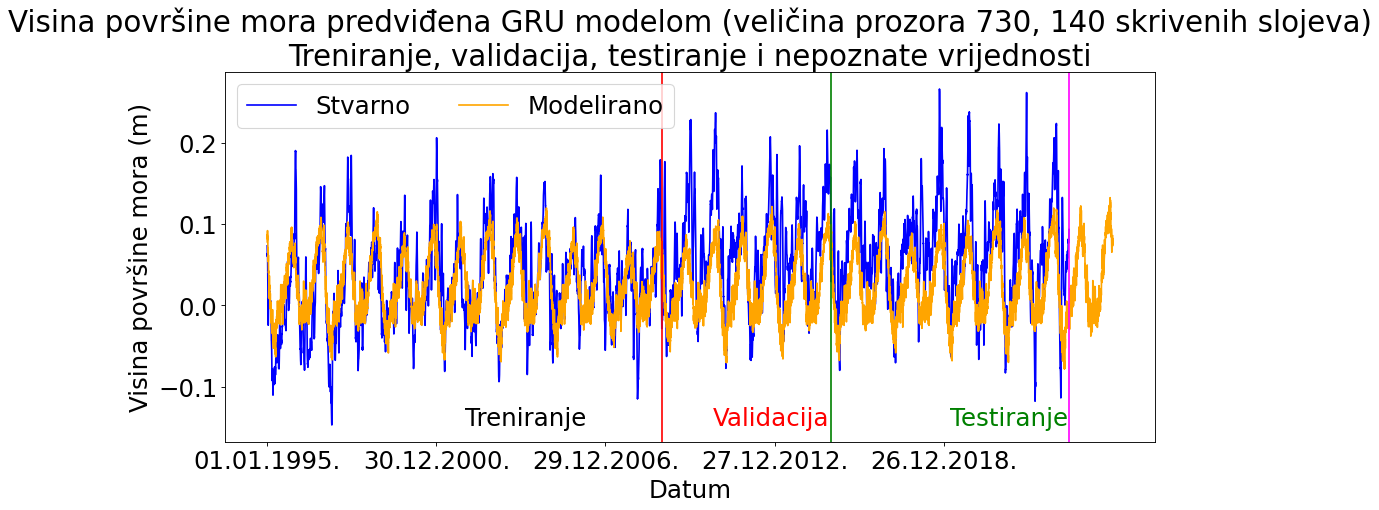 Visina površine mora predviđena GRU modelom (veličina prozora 730, 140 skrivenih slojeva)
Treniranje, validacija, testiranje i nepoznate vrijednosti
Stvarno
Modelirano
Visina površine mora (m)
0.2
0.1
0.0
−0.1
Treniranje
Validacija
Testiranje
01.01.1995.
30.12.2000.
29.12.2006.
27.12.2012.
26.12.2018.
Datum